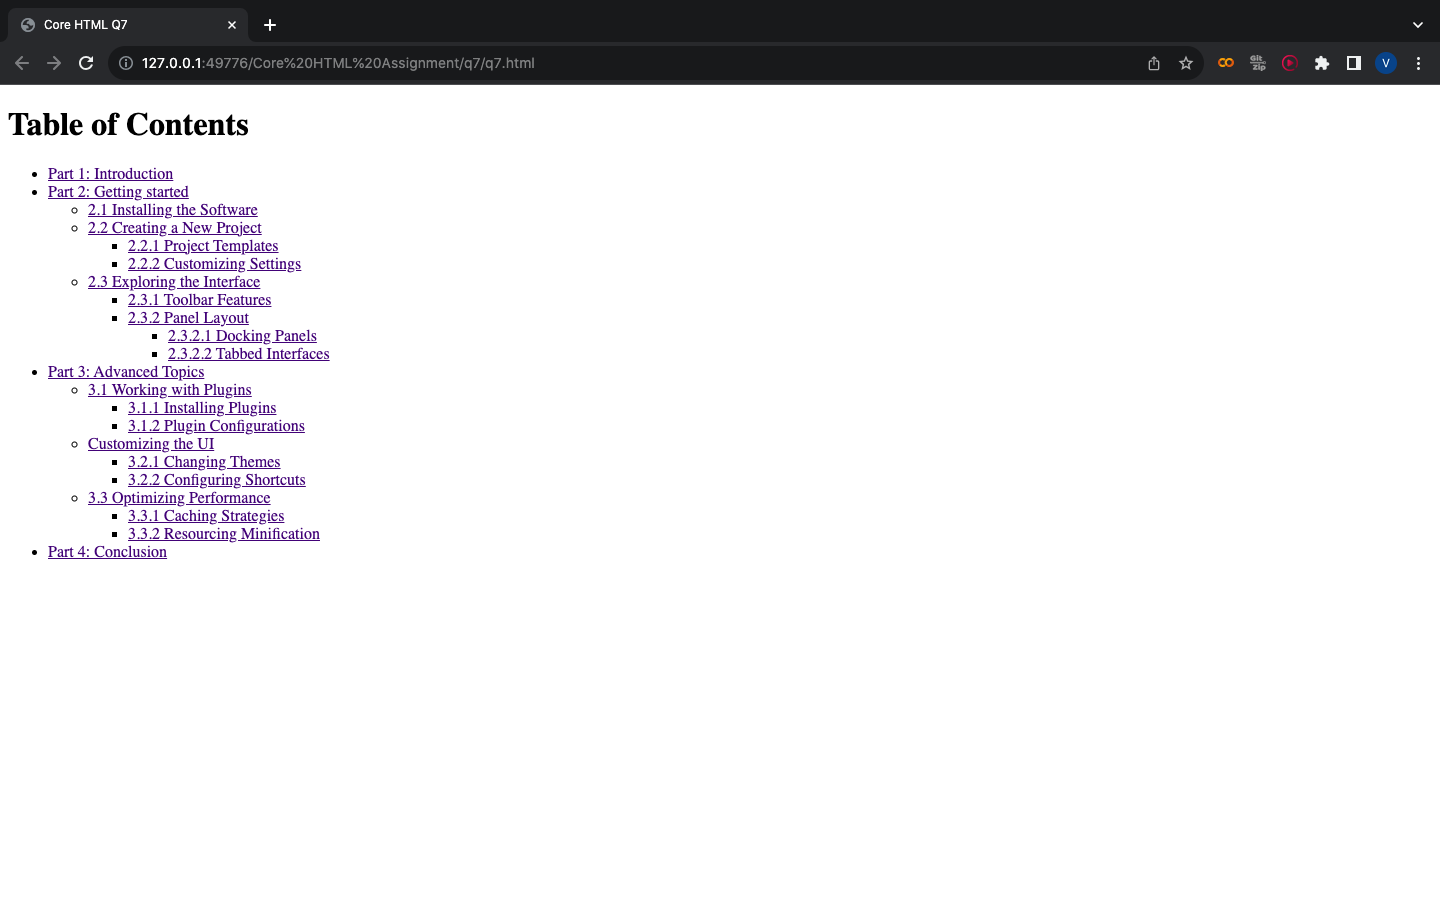 Core HTML Q7
127.0.0.1:49776/Core%20HTML%20Assignment/q7/q7.html
Git
Zip
V
Table of Contents
Part 1: Introduction
Part 2: Getting started
2.1 Installing the Software
2.2 Creating a New Project
2.2.1 Project Templates
2.2.2 Customizing Settings
2.3 Exploring the Interface
2.3.1 Toolbar Features
2.3.2 Panel Layout
2.3.2.1 Docking Panels
2.3.2.2 Tabbed Interfaces
Part 3: Advanced Topics
3.1 Working with Plugins
3.1.1 Installing Plugins
3.1.2 Plugin Configurations
Customizing the UI
3.2.1 Changing Themes
3.2.2 Configuring Shortcuts
3.3 Optimizing Performance
3.3.1 Caching Strategies
3.3.2 Resourcing Minification
Part 4: Conclusion